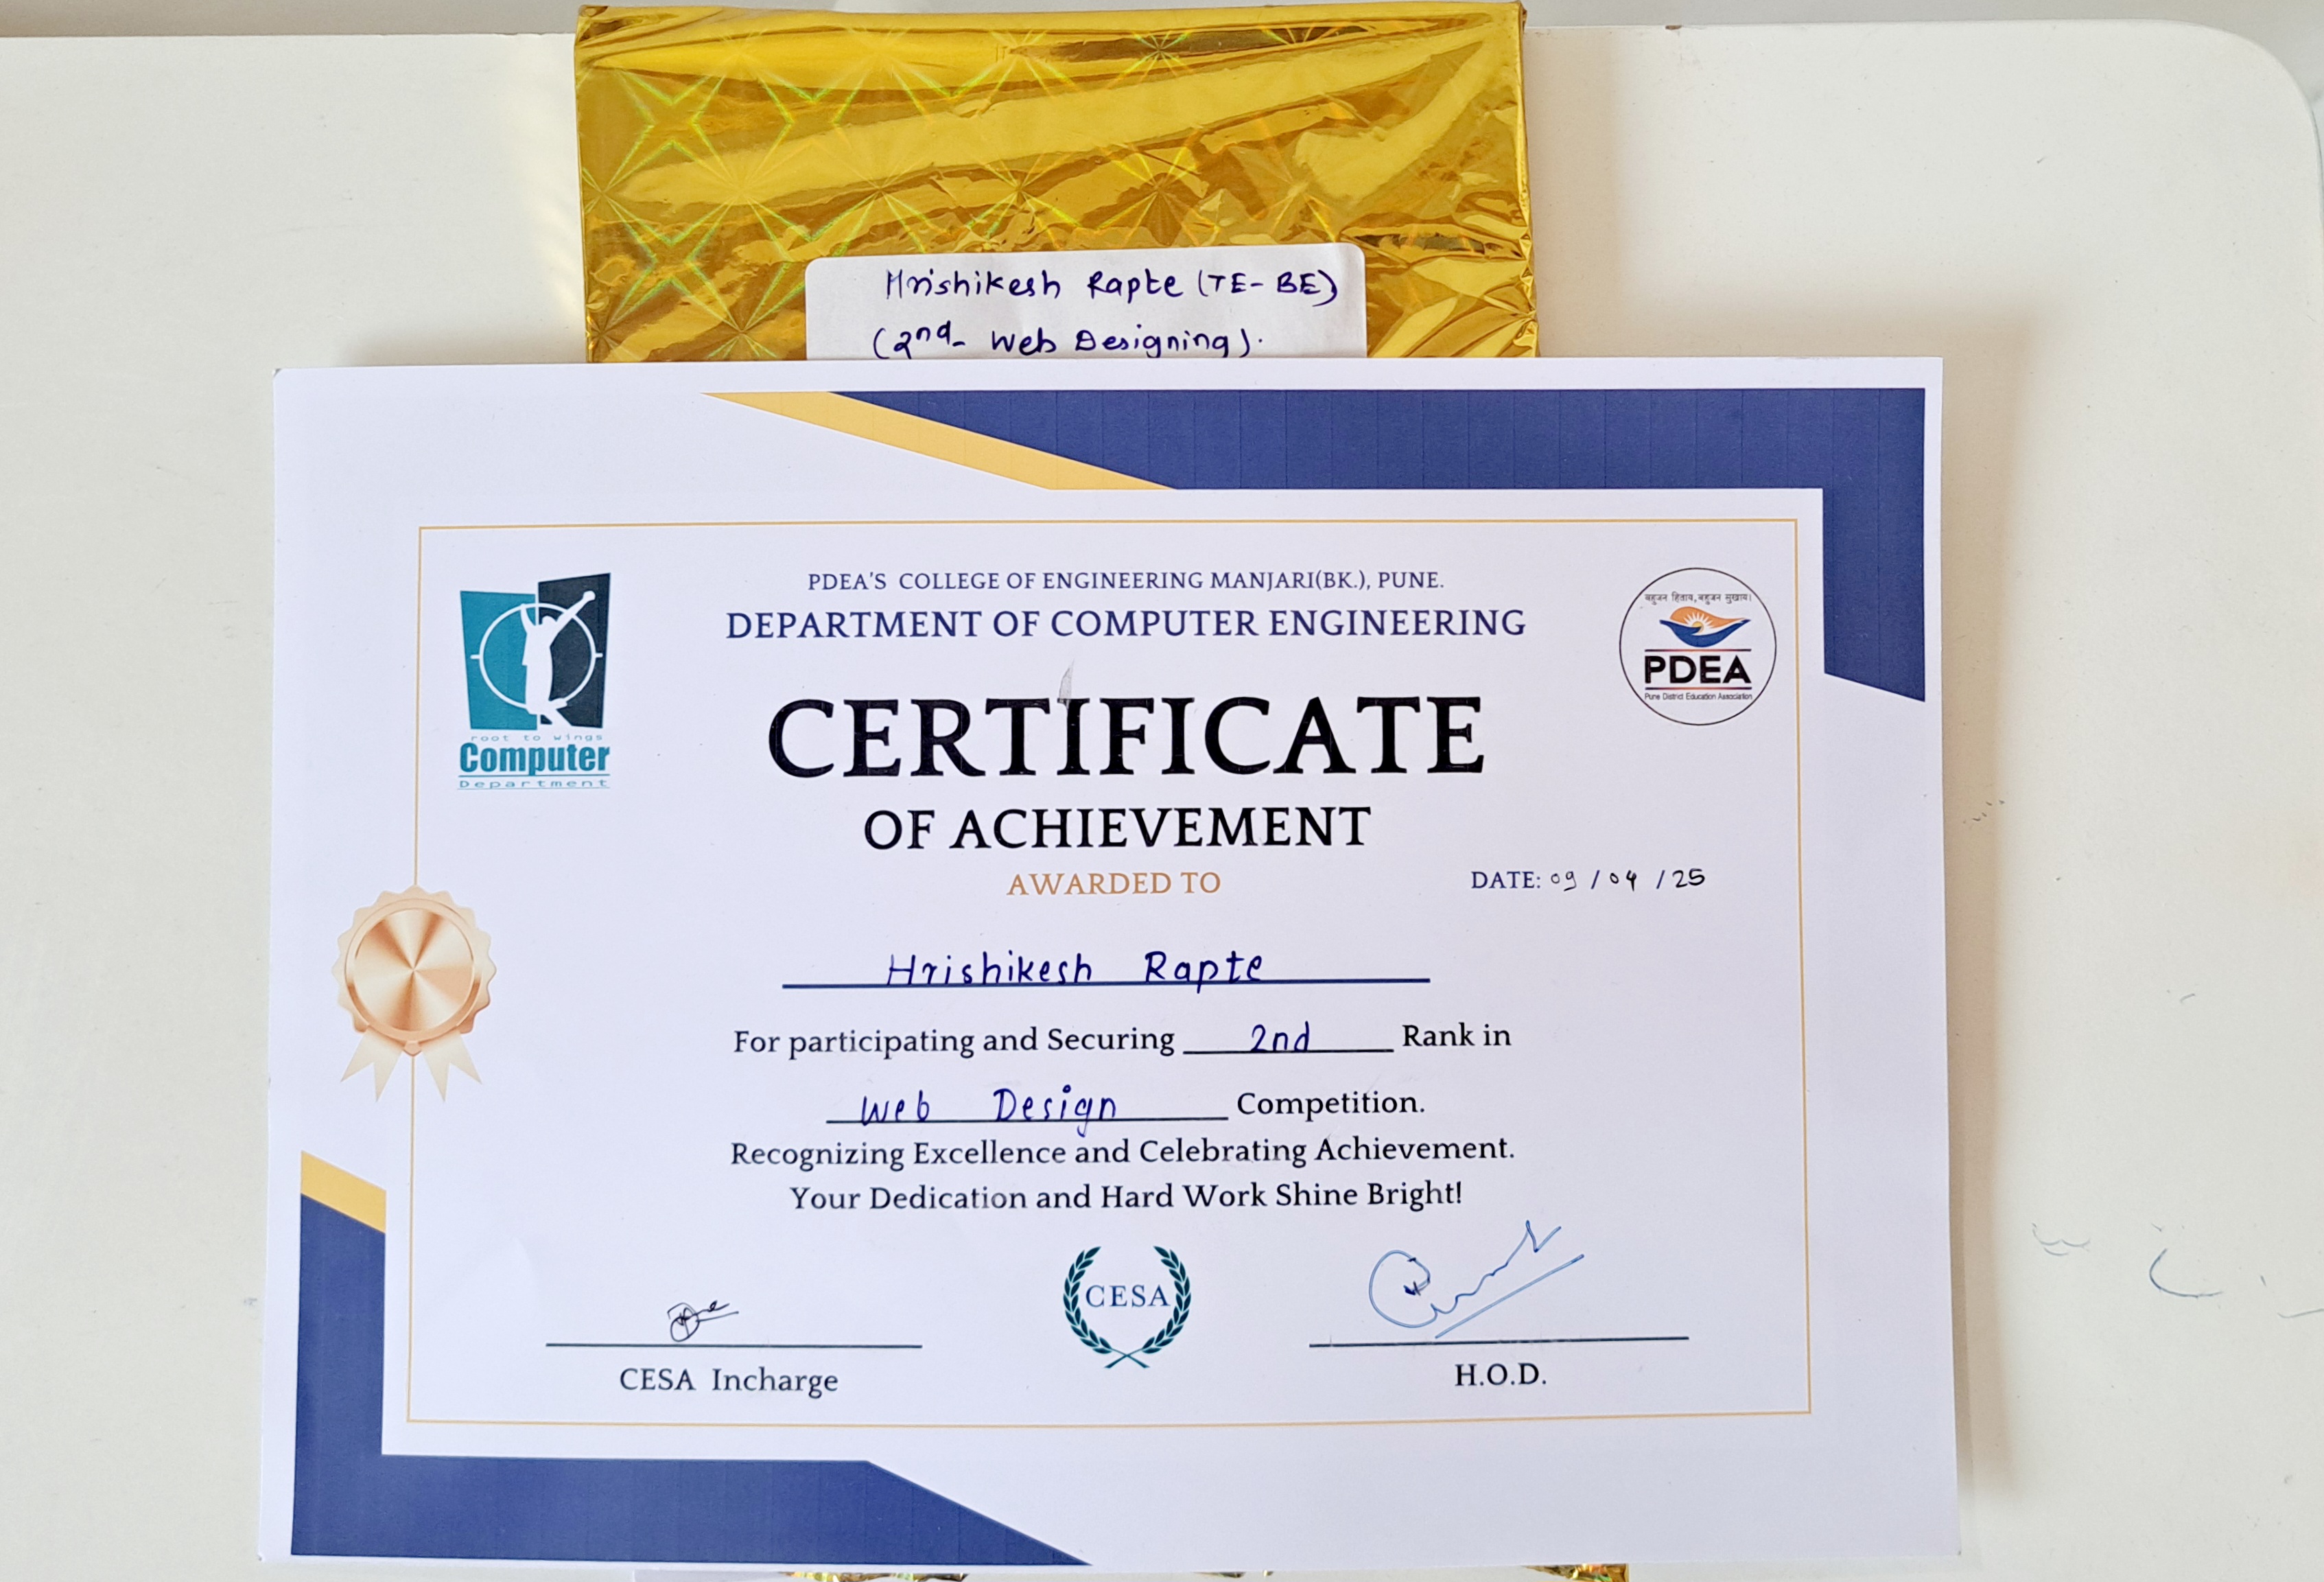 Hrishikesh Rapte (TE- BE)
(2nd- Web Designing).
PDEA'S COLLEGE OF ENGINEERING MANJARI(BK.), PUNE.
DEPARTMENT OF COMPUTER ENGINEERING
root to wings
Computer
Department
बहुजन हिताय, बहुजन सुखाय।
PDEA
Pune District Education Association
CERTIFICATE
OF ACHIEVEMENT
AWARDED TO
DATE: 09 / 04 / 25
Hrishikesh Rapte
For participating and Securing 2nd Rank in
Web Design Competition.
Recognizing Excellence and Celebrating Achievement.
Your Dedication and Hard Work Shine Bright!
CESA
CESA Incharge
H.O.D.